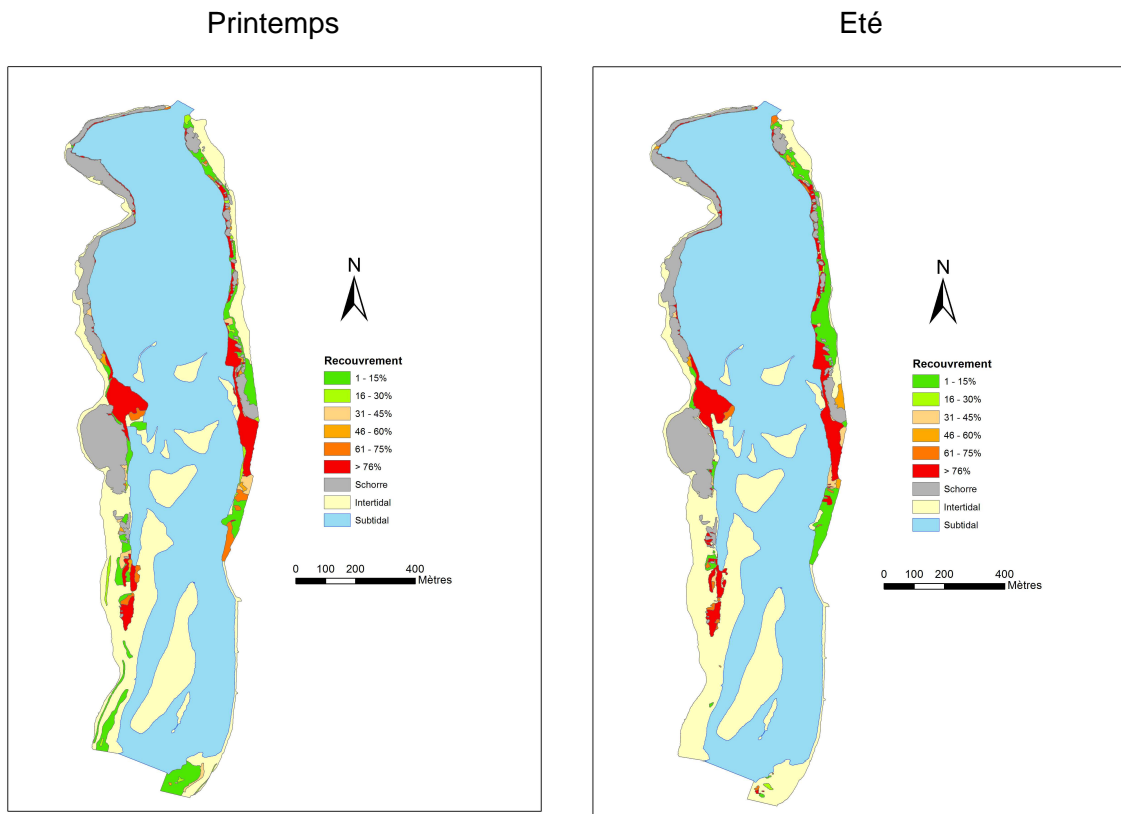 Printemps
Eté
N
Recouvrement
1 - 15%
16 - 30%
31 - 45%
46 - 60%
61 - 75%
> 76%
Schorre
Intertidal
Subtidal
0 100 200 400
Mètres
N
Recouvrement
1 - 15%
16 - 30%
31 - 45%
46 - 60%
61 - 75%
> 76%
Schorre
Intertidal
Subtidal
0 100 200 400
Mètres